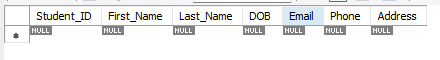 Student_ID First_Name Last_Name DOB Email Phone Address
NULL NULL NULL NULL NULL NULL NULL